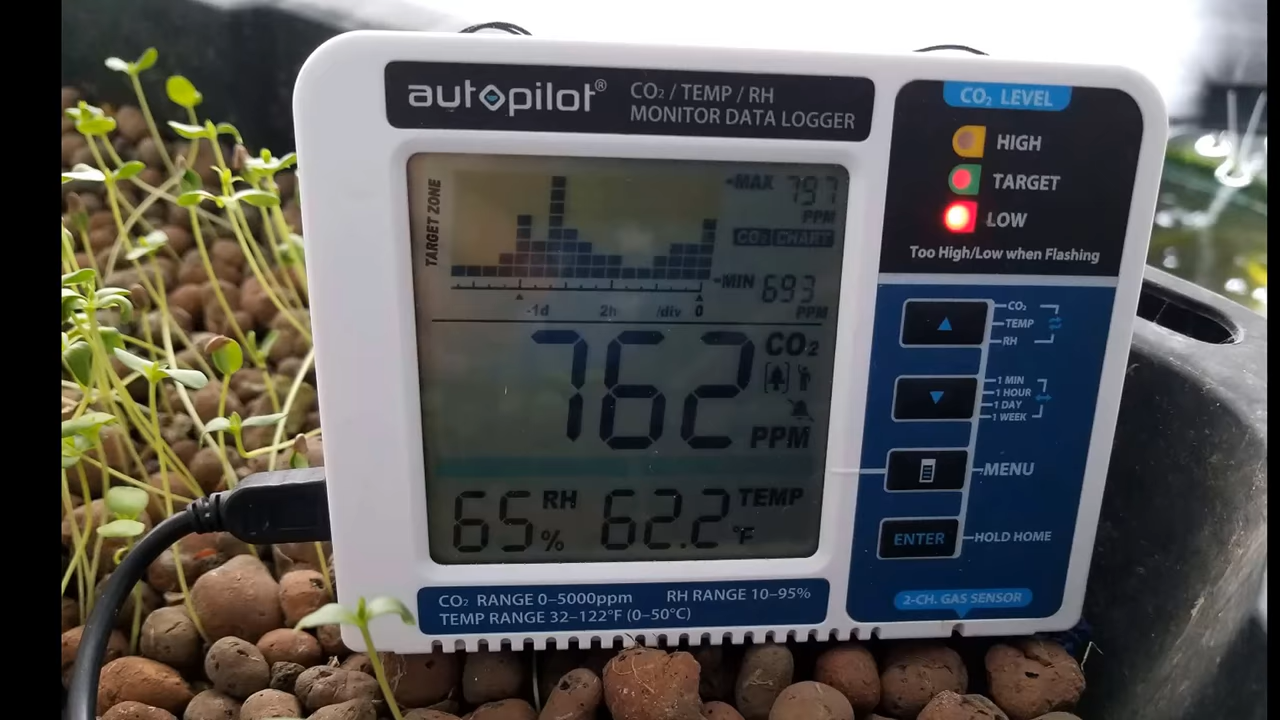 autopilot®
CO₂ / TEMP / RH
MONITOR DATA LOGGER
TARGET ZONE
MAX 797
PPM
CO₂ CHART
MIN 693
PPM
-1d 2h /div 0
762 CO₂
PPM
65 RH
%
62.2 TEMP
°F
CO₂ RANGE 0–5000ppm RH RANGE 10–95%
TEMP RANGE 32–122°F (0–50°C)
CO₂ LEVEL
HIGH
TARGET
LOW
Too High/Low when Flashing
CO₂
TEMP
RH
1 MIN
1 HOUR
1 DAY
1 WEEK
MENU
ENTER HOLD HOME
2-CH. GAS SENSOR